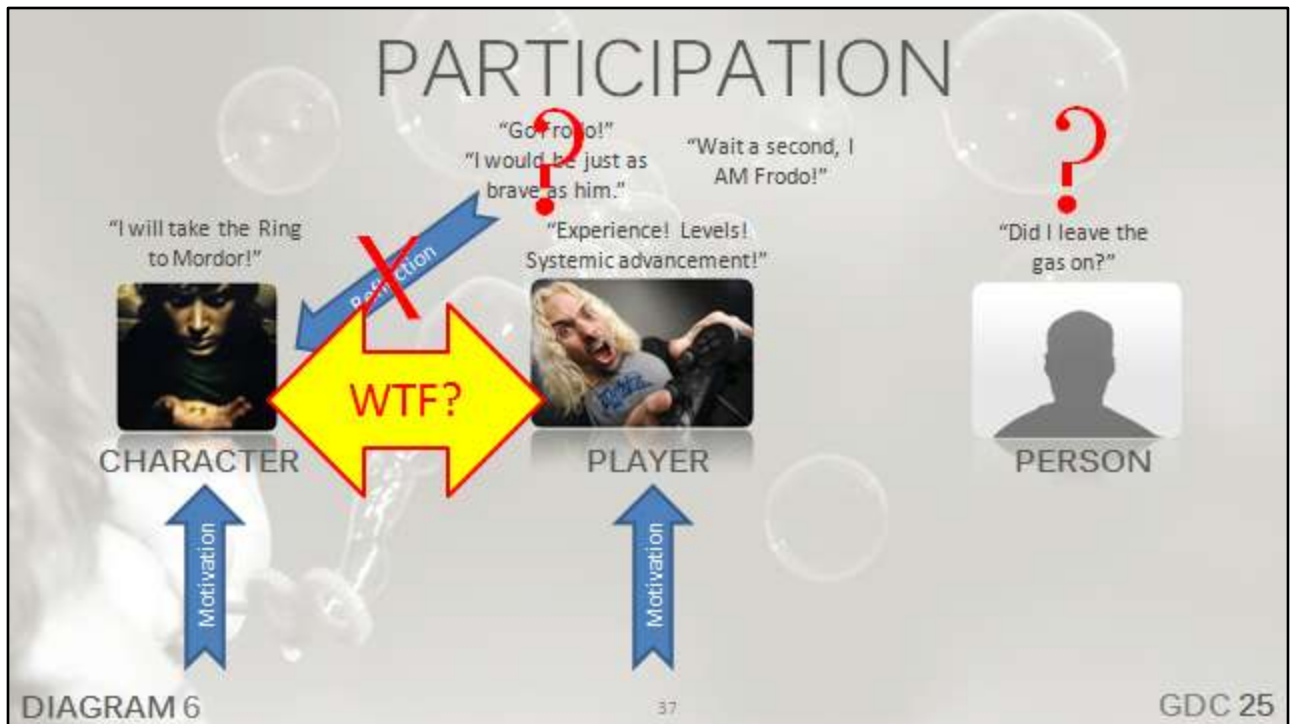 PARTICIPATION
?
"Go Frodo!"
"I would be just as
brave as him."
"Wait a second, I
AM Frodo!"
?
"I will take the Ring
to Mordor!"
"Experience! Levels!
Systemic advancement!"
"Did I leave the
gas on?"
X
Reflection
WTF?
CHARACTER
PLAYER
PERSON
Motivation
Motivation
DIAGRAM 6
37
GDC 25